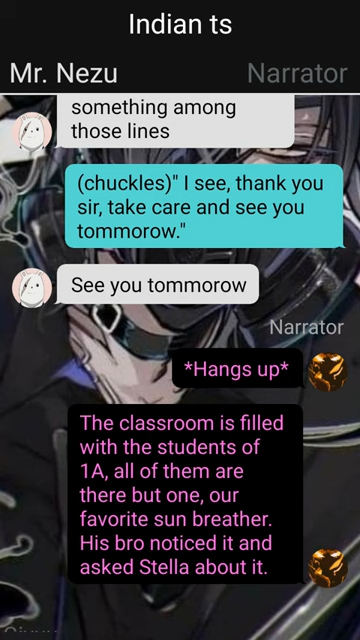 Indian ts
Mr. Nezu
Narrator
something among
those lines
(chuckles)" I see, thank you
sir, take care and see you
tommorow."
See you tommorow
Narrator
*Hangs up*
The classroom is filled
with the students of
1A, all of them are
there but one, our
favorite sun breather.
His bro noticed it and
asked Stella about it.